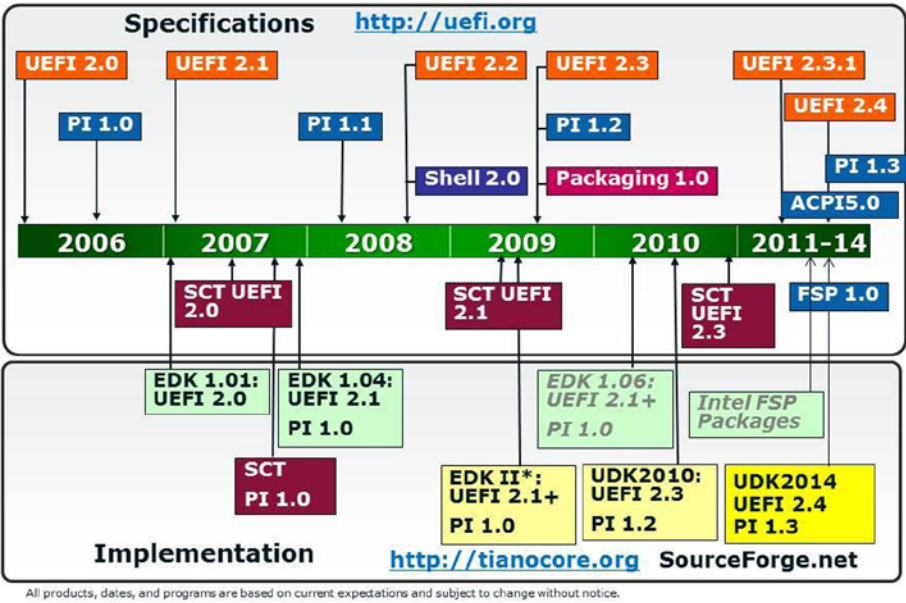 Specifications http://uefi.org
UEFI 2.0
UEFI 2.1
UEFI 2.2
UEFI 2.3
UEFI 2.3.1
UEFI 2.4
PI 1.0
PI 1.1
PI 1.2
PI 1.3
Shell 2.0
Packaging 1.0
ACPI5.0
2006
2007
2008
2009
2010
2011-14
SCT UEFI
2.0
SCT UEFI
2.1
SCT
UEFI
2.3
FSP 1.0
EDK 1.01:
UEFI 2.0
EDK 1.04:
UEFI 2.1
PI 1.0
EDK 1.06:
UEFI 2.1+
PI 1.0
Intel FSP
Packages
SCT
PI 1.0
EDK II*:
UEFI 2.1+
PI 1.0
UDK2010:
UEFI 2.3
PI 1.2
UDK2014
UEFI 2.4
PI 1.3
Implementation http://tianocore.org SourceForge.net
All products, dates, and programs are based on current expectations and subject to change without notice.